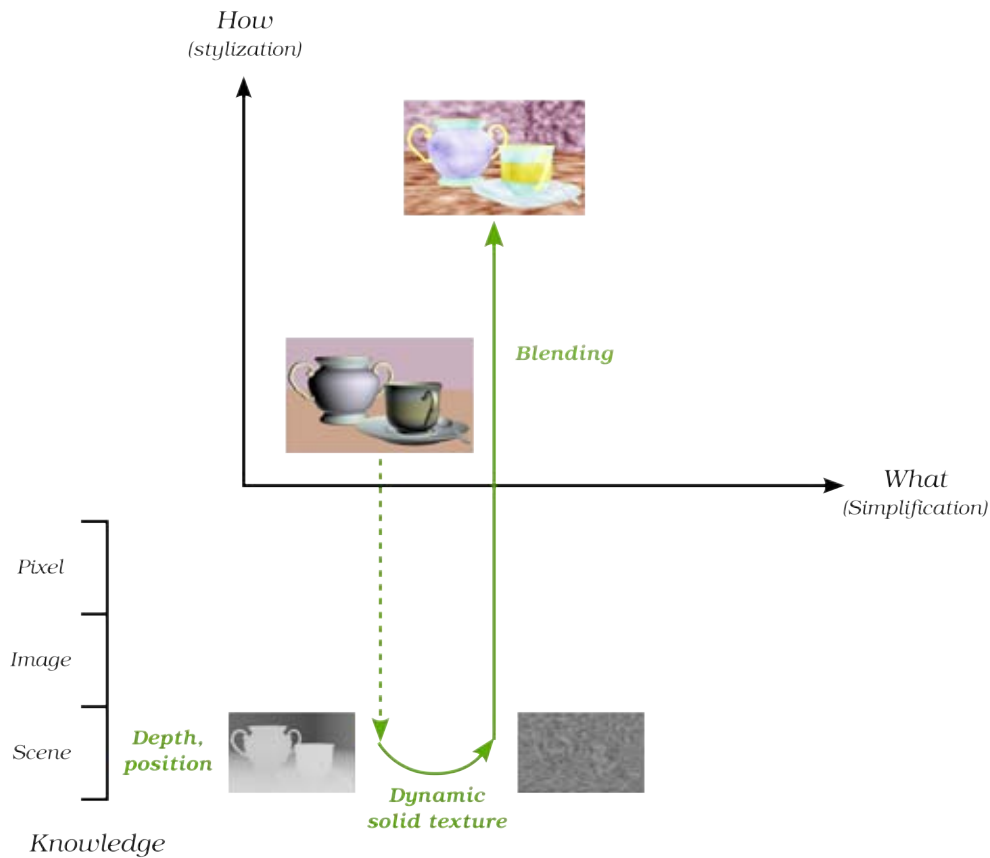 How
(stylization)
Blending
What
(Simplification)
Pixel
Image
Scene
Depth,
position
Dynamic
solid texture
Knowledge